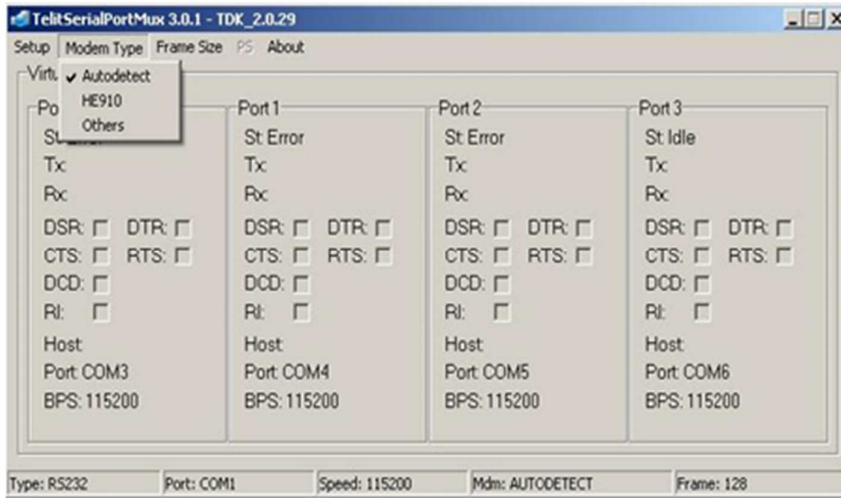 TelitSerialPortMux 3.0.1 - TDK_2.0.29
Setup Modem Type Frame Size PS About
Autodetect
HE910
Others
Port 1
St: Error
Tx:
Rx:
DSR: DTR:
CTS: RTS:
DCD:
RI:
Host:
Port: COM4
BPS: 115200
Port 2
St: Error
Tx:
Rx:
DSR: DTR:
CTS: RTS:
DCD:
RI:
Host:
Port: COM5
BPS: 115200
Port 3
St: Idle
Tx:
Rx:
DSR: DTR:
CTS: RTS:
DCD:
RI:
Host:
Port: COM6
BPS: 115200
Tx:
Rx:
DSR: DTR:
CTS: RTS:
DCD:
RI:
Host:
Port: COM3
BPS: 115200
Type: RS232 Port: COM1 Speed: 115200 Mdm: AUTODETECT Frame: 128